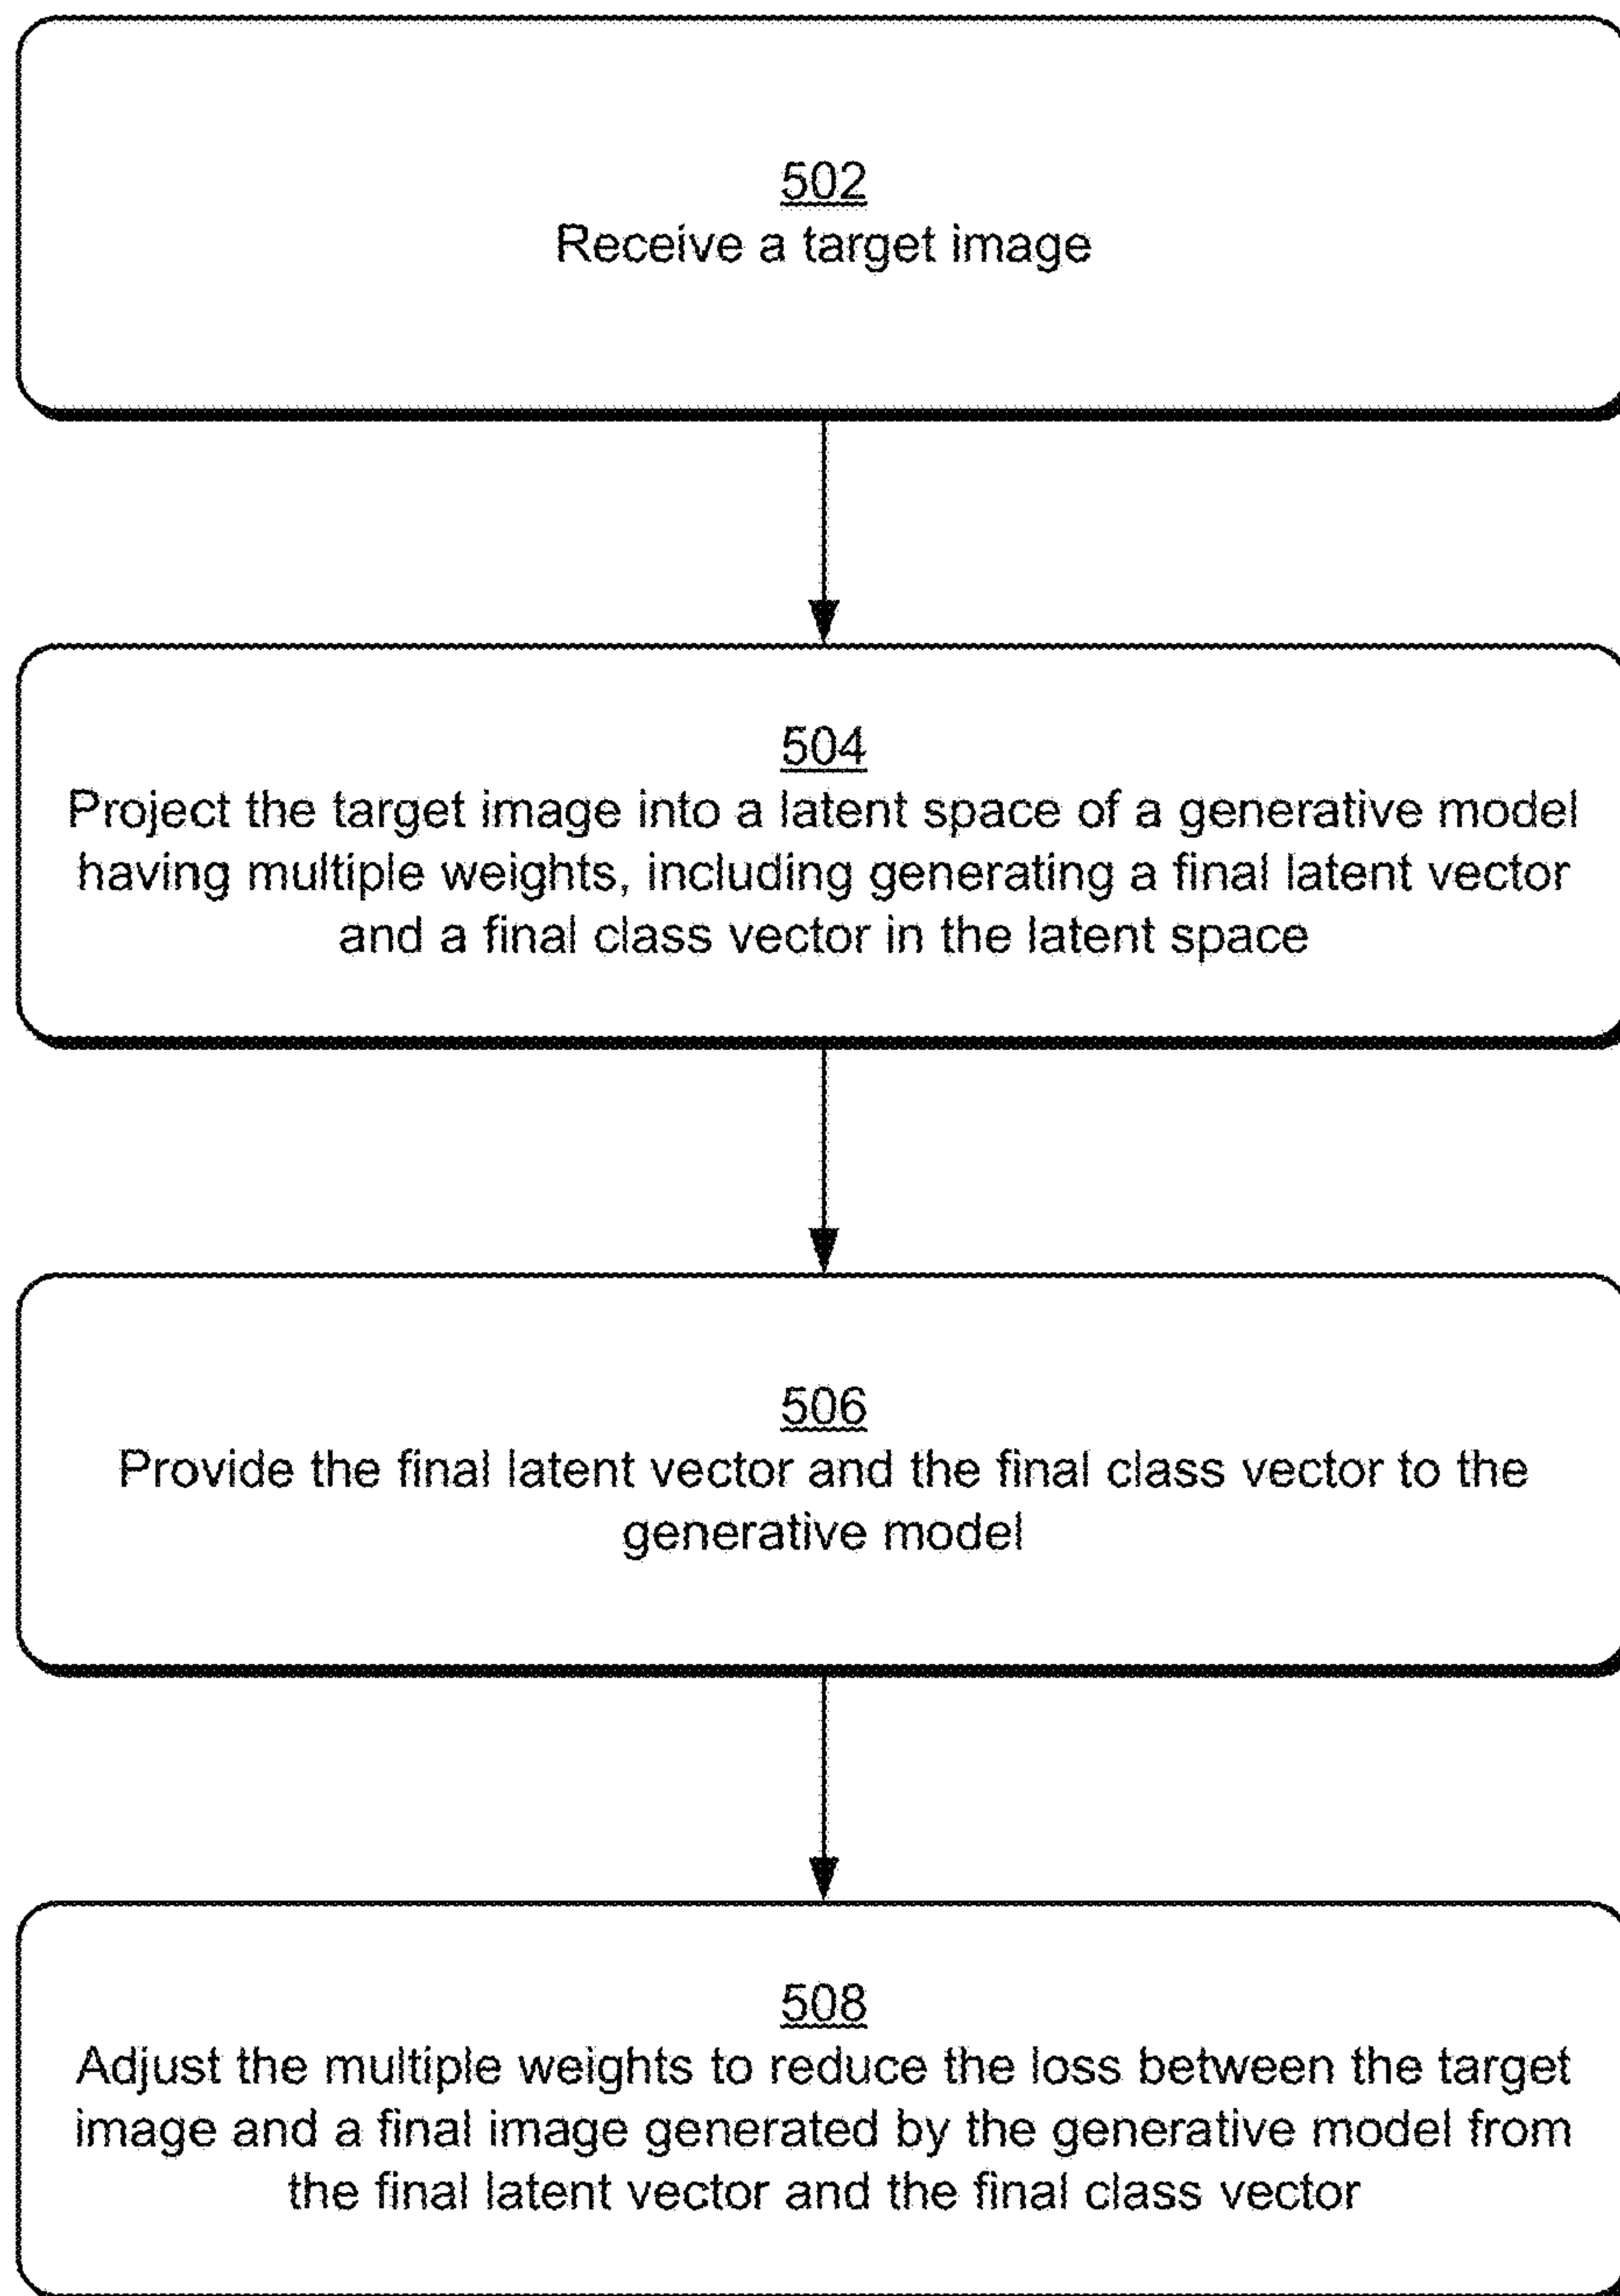 502
Receive a target image
504
Project the target image into a latent space of a generative model
having multiple weights, including generating a final latent vector
and a final class vector in the latent space
506
Provide the final latent vector and the final class vector to the
generative model
508
Adjust the multiple weights to reduce the loss between the target
image and a final image generated by the generative model from
the final latent vector and the final class vector